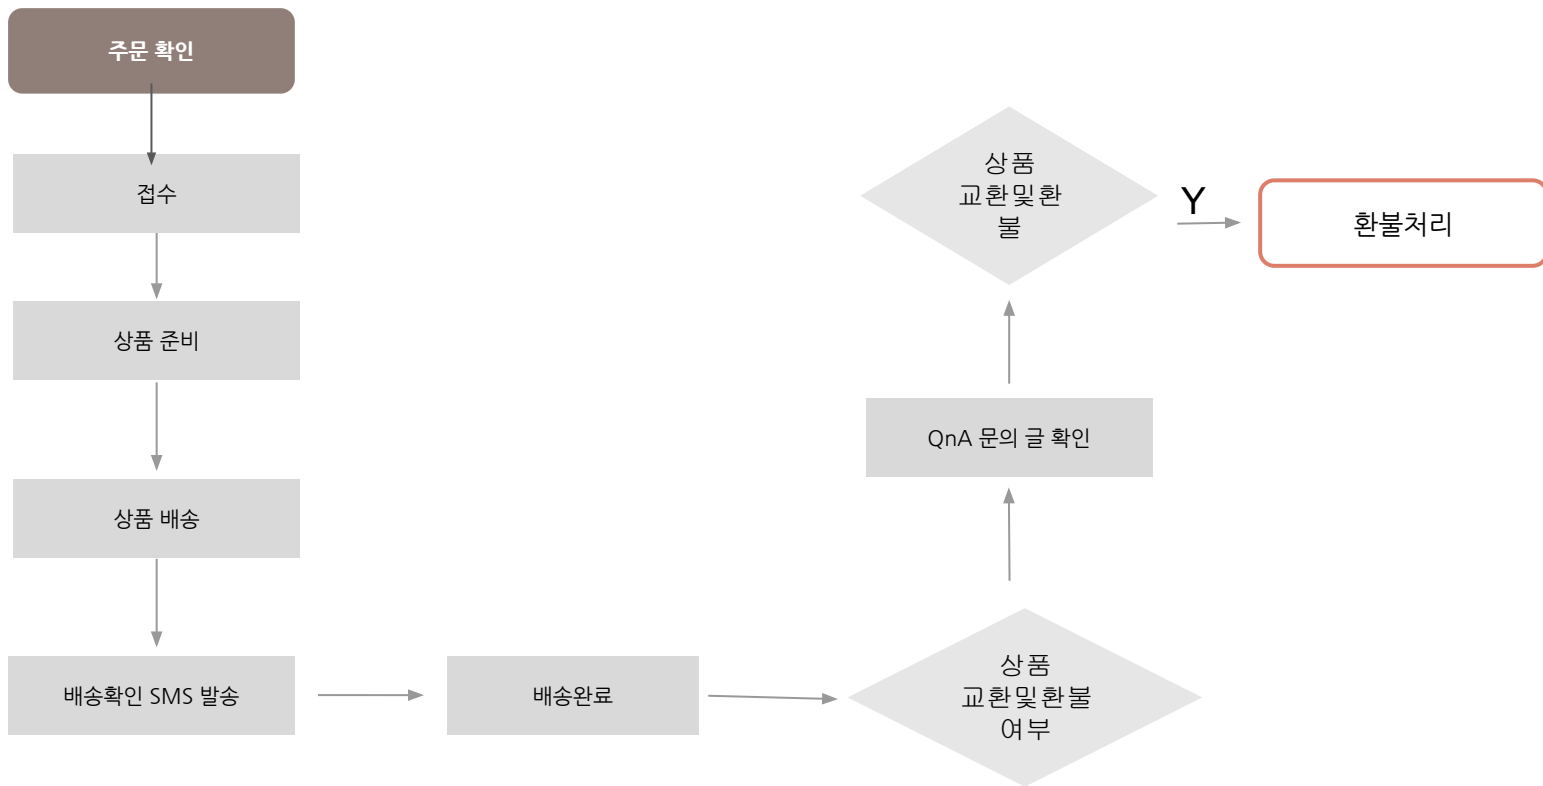 주문 확인
접수
상품 준비
상품 배송
배송확인 SMS 발송
배송완료
상품
교환및환불
여부
QnA 문의 글 확인
상품
교환및환
불
Y
환불처리